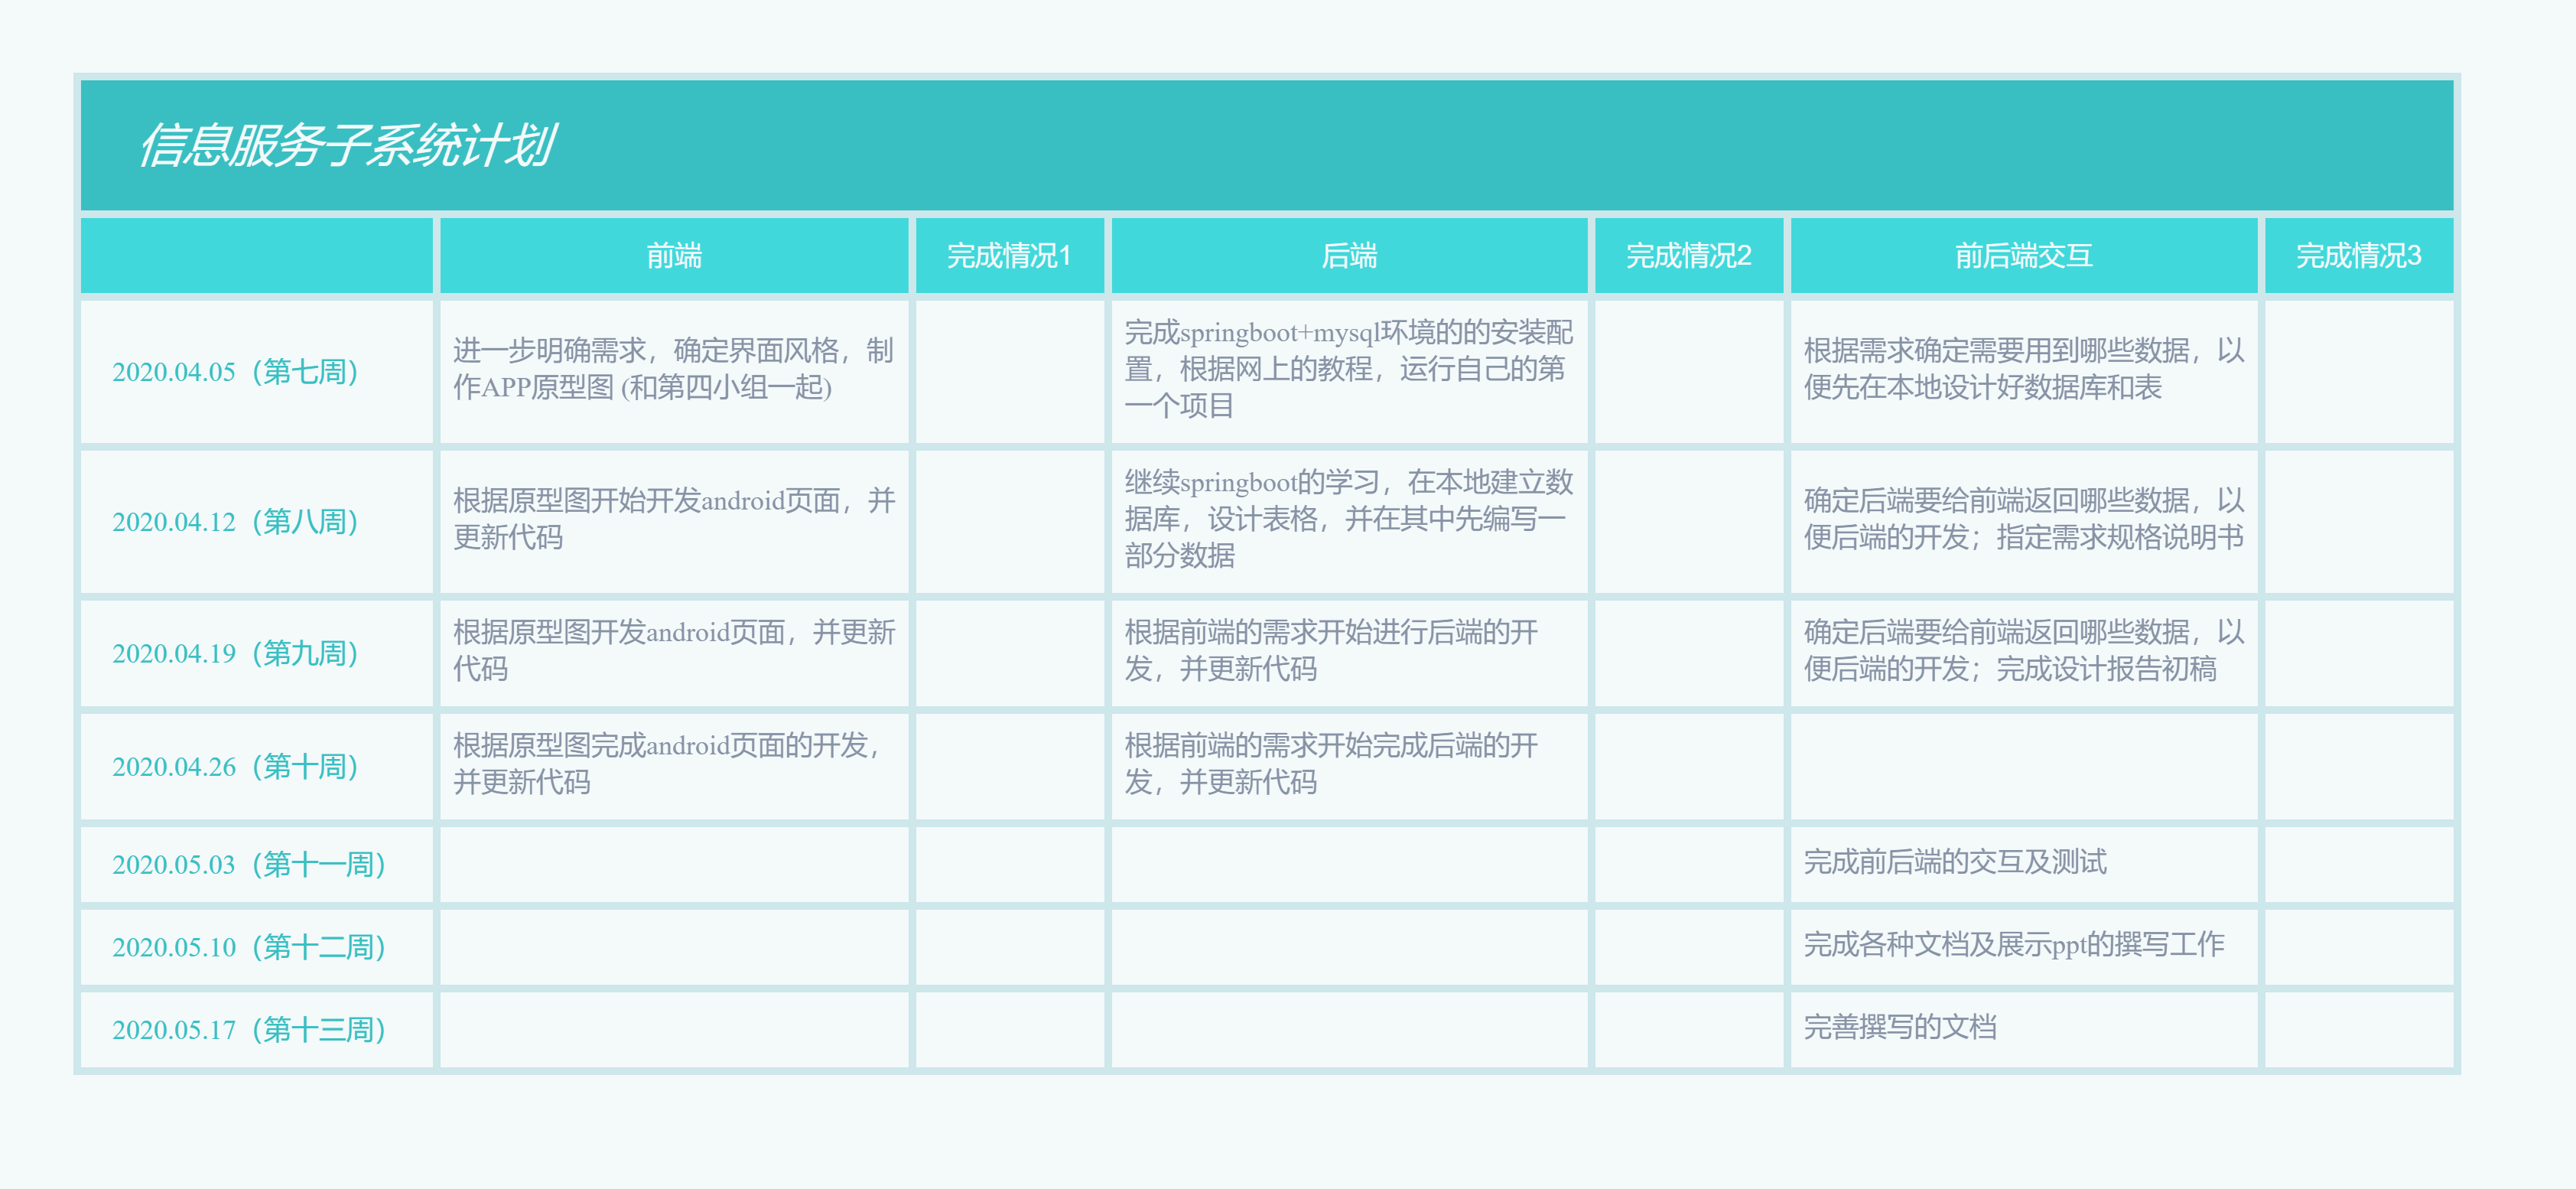 信息服务子系统计划
前端
完成情况1
后端
完成情况2
前后端交互
完成情况3
2020.04.05（第七周）
进一步明确需求，确定界面风格，制
作APP原型图 (和第四小组一起)
完成springboot+mysql环境的的安装配
置，根据网上的教程，运行自己的第
一个项目
根据需求确定需要用到哪些数据，以
便先在本地设计好数据库和表
2020.04.12（第八周）
根据原型图开始开发android页面，并
更新代码
继续springboot的学习，在本地建立数
据库，设计表格，并在其中先编写一
部分数据
确定后端要给前端返回哪些数据，以
便后端的开发；指定需求规格说明书
2020.04.19（第九周）
根据原型图开发android页面，并更新
代码
根据前端的需求开始进行后端的开
发，并更新代码
确定后端要给前端返回哪些数据，以
便后端的开发；完成设计报告初稿
2020.04.26（第十周）
根据原型图完成android页面的开发，
并更新代码
根据前端的需求开始完成后端的开
发，并更新代码
2020.05.03（第十一周）
完成前后端的交互及测试
2020.05.10（第十二周）
完成各种文档及展示ppt的撰写工作
2020.05.17（第十三周）
完善撰写的文档